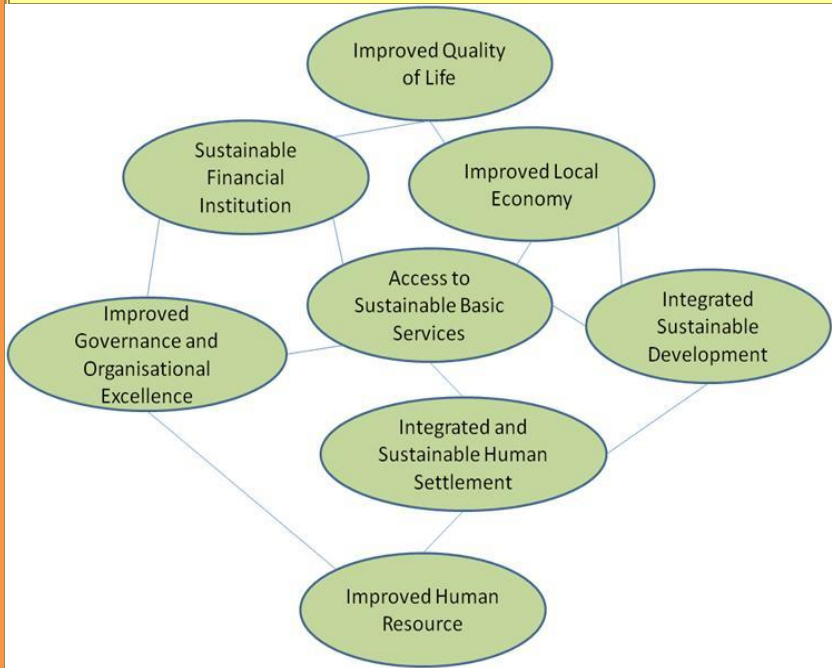 Improved Quality
of Life
Sustainable
Financial
Institution
Improved Local
Economy
Access to
Sustainable Basic
Services
Integrated
Sustainable
Development
Improved
Governance and
Organisational
Excellence
Integrated and
Sustainable Human
Settlement
Improved Human
Resource